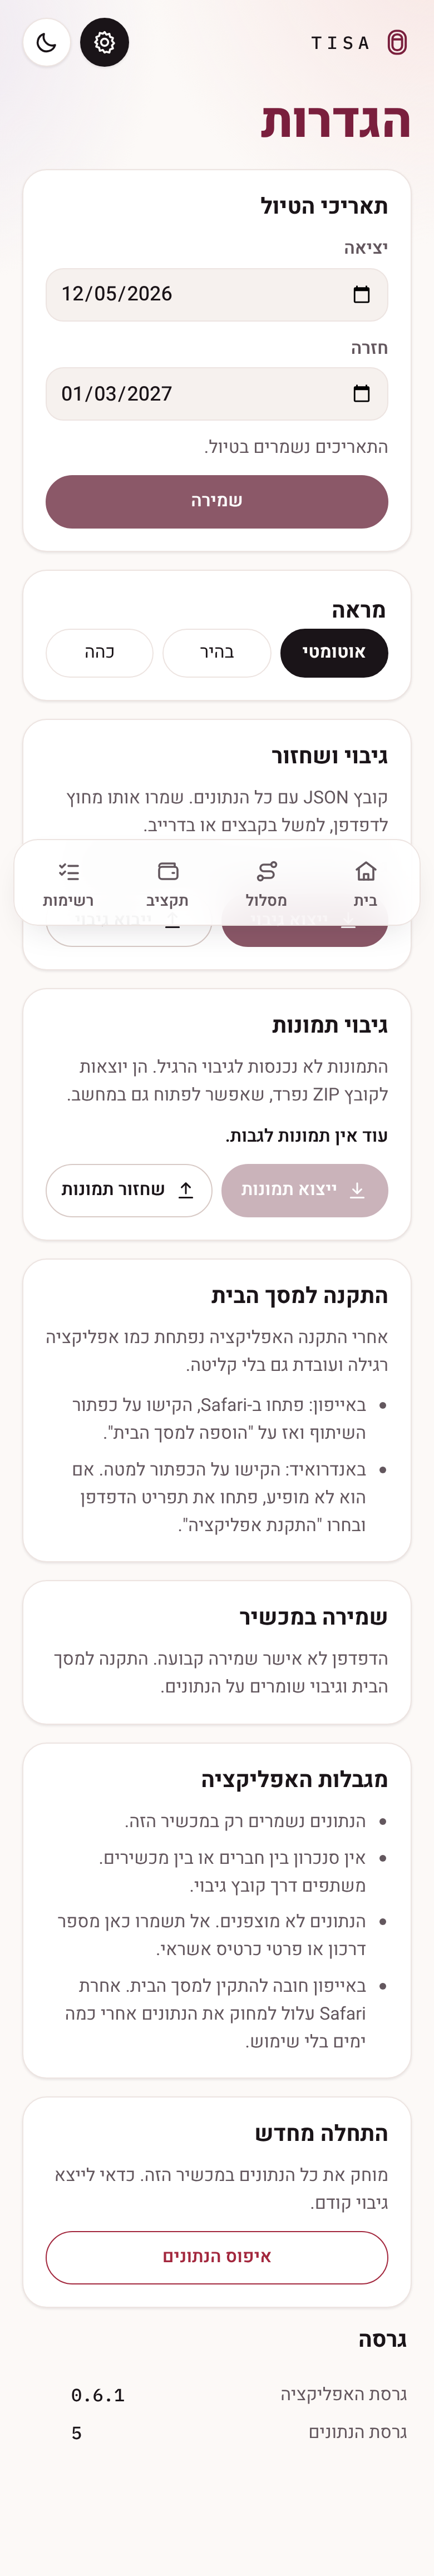 TISA
הגדרות
תאריכי הטיול
יציאה
12/05/2026
חזרה
01/03/2027
התאריכים נשמרים בטיול.
שמירה
מראה
אוטומטי
בהיר
כהה
גיבוי ושחזור
קובץ JSON עם כל הנתונים. שמרו אותו מחוץ
לדפדפן, למשל בקבצים או בדרייב.
ייצוא גיבוי
ייבוא גיבוי
בית
מסלול
תקציב
רשימות
גיבוי תמונות
התמונות לא נכנסות לגיבוי הרגיל. הן יוצאות
לקובץ ZIP נפרד, שאפשר לפתוח גם במחשב.
עוד אין תמונות לגבות.
ייצוא תמונות
שחזור תמונות
התקנה למסך הבית
אחרי התקנה האפליקציה נפתחת כמו אפליקציה
רגילה ועובדת גם בלי קליטה.
באייפון: פתחו ב-Safari, הקישו על כפתור
השיתוף ואז על "הוספה למסך הבית".
באנדרואיד: הקישו על הכפתור למטה. אם
הוא לא מופיע, פתחו את תפריט הדפדפן
ובחרו "התקנת אפליקציה".
שמירה במכשיר
הדפדפן לא אישר שמירה קבועה. התקנה למסך
הבית וגיבוי שומרים על הנתונים.
מגבלות האפליקציה
הנתונים נשמרים רק במכשיר הזה.
אין סנכרון בין חברים או בין מכשירים.
משתפים דרך קובץ גיבוי.
הנתונים לא מוצפנים. אל תשמרו כאן מספר
דרכון או פרטי כרטיס אשראי.
באייפון חובה להתקין למסך הבית. אחרת
Safari עלול למחוק את הנתונים אחרי כמה
ימים בלי שימוש.
התחלה מחדש
מוחק את כל הנתונים במכשיר הזה. כדאי לייצא
גיבוי קודם.
איפוס הנתונים
גרסה
גרסת האפליקציה 0.6.1
גרסת הנתונים 5